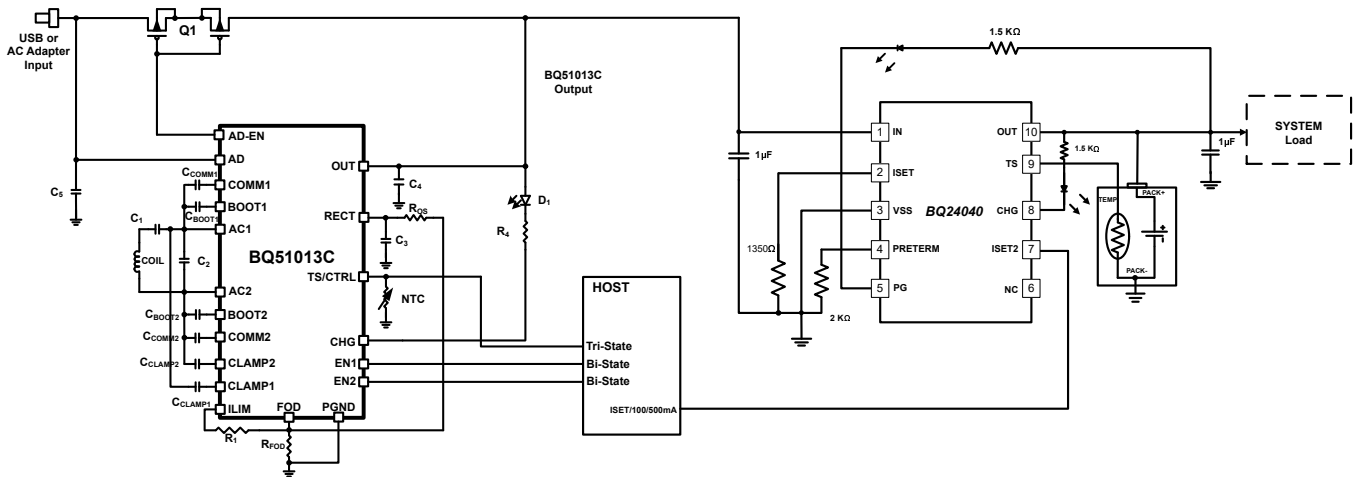 USB or
AC Adapter
Input
Q1
BQ51013C
Output
1.5 KΩ
C5
AD-EN
AD
CCOMM1
COMM1
BOOT1
CBOOT1
AC1
C1
COIL
C2
AC2
CBOOT2
BOOT2
CCOMM2
COMM2
CCLAMP2
CLAMP2
CLAMP1
CCLAMP1
ILIM
R1
FOD
PGND
RFOD
BQ51013C
OUT
C4
RECT
ROS
C3
TS/CTRL
NTC
CHG
EN1
EN2
D1
R4
HOST
Tri-State
Bi-State
Bi-State
ISET/100/500mA
1µF
1350Ω
2 KΩ
1 IN
2 ISET
3 VSS
4 PRETERM
5 PG
BQ24040
OUT 10
TS 9
CHG 8
ISET2 7
NC 6
1.5 KΩ
PACK+
TEMP
+
PACK-
1µF
SYSTEM
Load